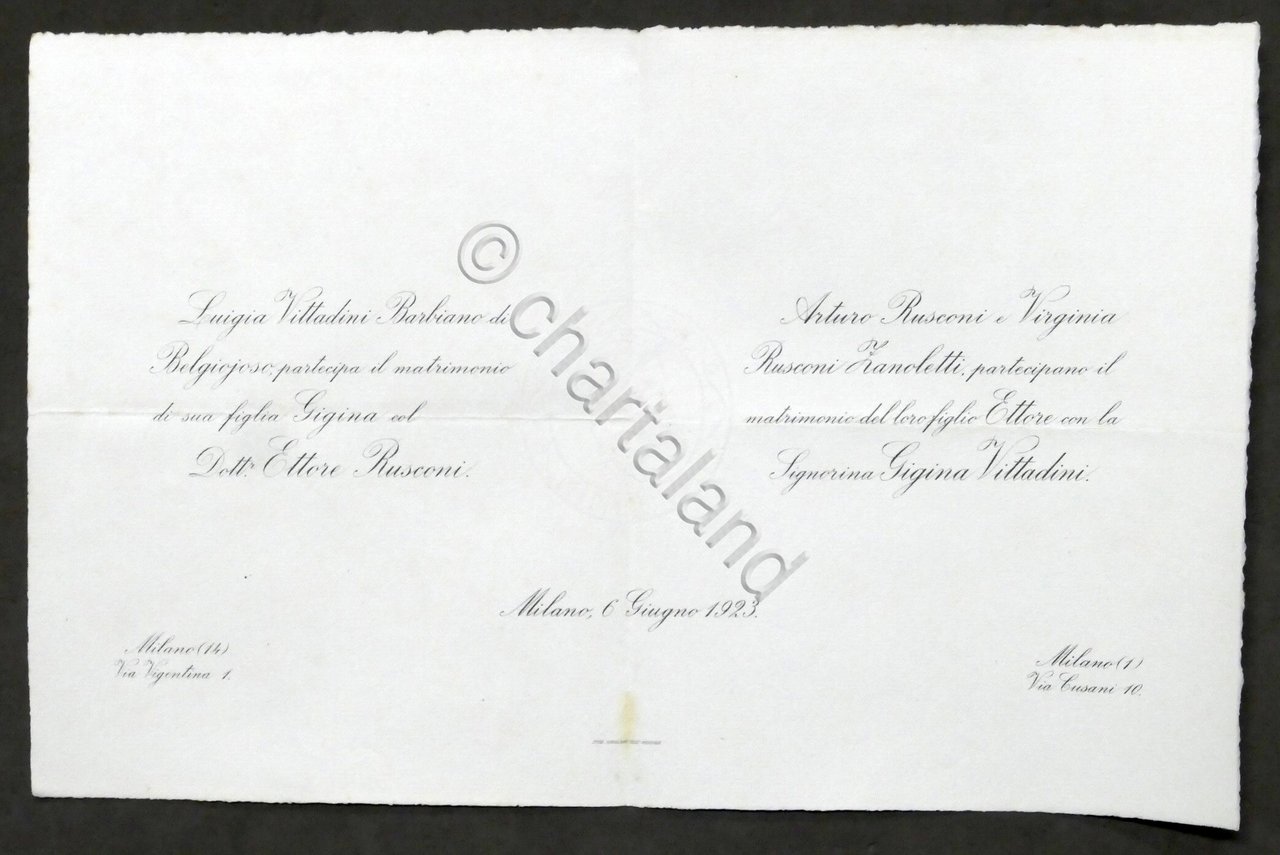 Luigia Vittadini Barbiano di
Belgiojoso, partecipa il matrimonio
di sua figlia Gigina col
Dottr. Ettore Rusconi.
Arturo Rusconi e Virginia
Rusconi Zanoletti, partecipano il
matrimonio del loro figlio Ettore con la
Signorina Gigina Vittadini.
Milano, 6 Giugno 1923.
Milano (14)
Via Vigentina 1.
Milano (1)
Via Cusani 10.
© chartaland